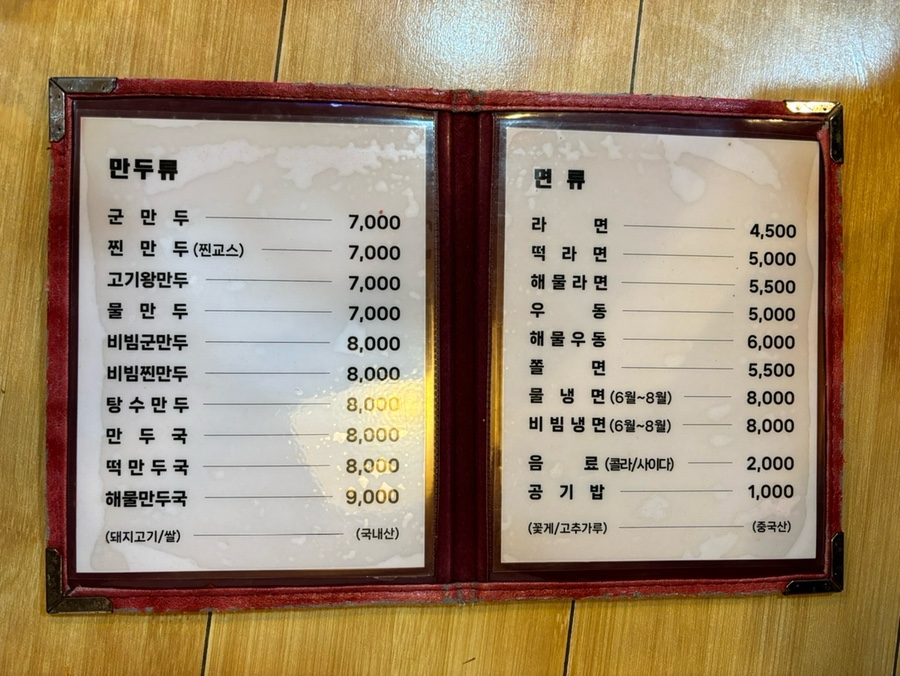 만두류
군 만 두 7,000
찐 만 두(찐교스) 7,000
고기왕만두 7,000
물 만 두 7,000
비빔군만두 8,000
비빔찐만두 8,000
탕수만두 8,000
만 두 국 8,000
떡만두국 8,000
해물만두국 9,000
(돼지고기/쌀) (국내산)
면 류
라 면 4,500
떡 라 면 5,000
해물라면 5,500
우 동 5,000
해물우동 6,000
쫄 면 5,500
물 냉 면(6월~8월) 8,000
비빔냉면(6월~8월) 8,000
음 료(콜라/사이다) 2,000
공 기 밥 1,000
(꽃게/고추가루) (중국산)